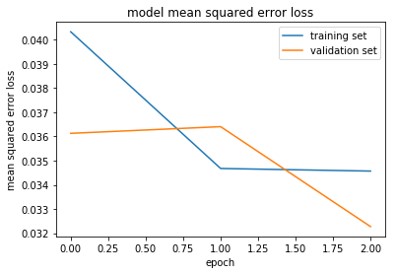 model mean squared error loss
training set
validation set
mean squared error loss
0.040
0.039
0.038
0.037
0.036
0.035
0.034
0.033
0.032
0.00 0.25 0.50 0.75 1.00 1.25 1.50 1.75 2.00
epoch